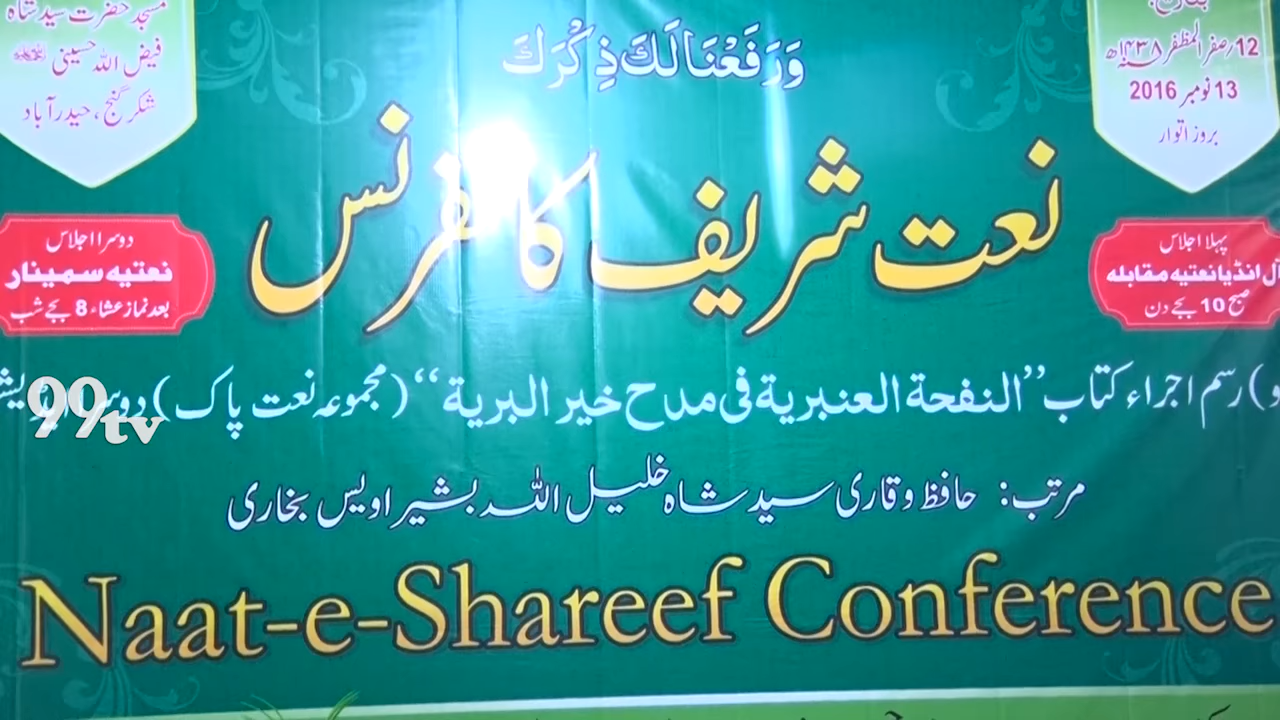 وَرَفَعْنَا لَكَ ذِكْرَكَ
12 صفر المظفر ۱۴۳۸ھ
13 نومبر 2016
بروز اتوار
مسجد حضرت سید شاہ
فیض اللہ حسینی
شکر گنج، حیدرآباد
نعت شریف کانفرنس
پہلا اجلاس
آل انڈیا نعتیہ مقابلہ
صبح 10 بجے دن
دوسرا اجلاس
نعتیہ سمینار
بعد نماز عشاء 8 بجے شب
رسم اجراء کتاب ”النفحة العنبرية فی مدح خیر البرية“ (مجموعہ نعت پاک)
مرتب: حافظ وقاری سید شاہ خلیل اللہ بشیر اویس بخاری
99tv
Naat-e-Shareef Conference